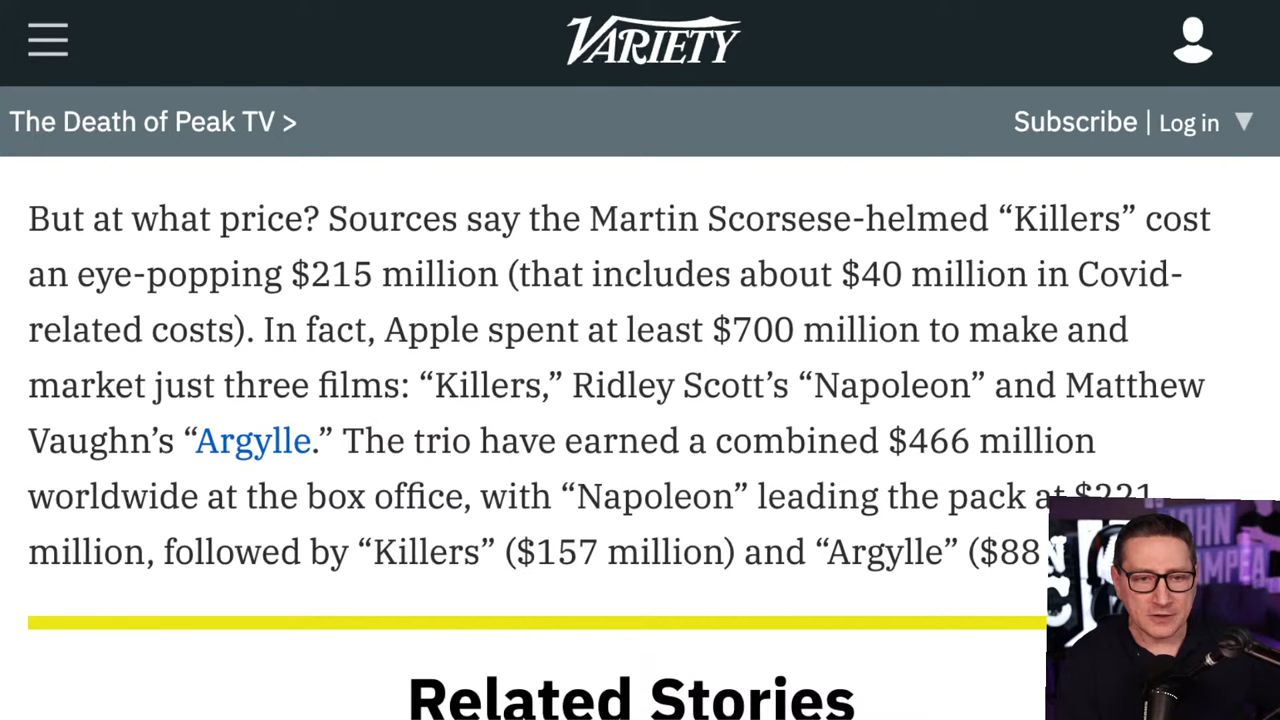 VARIETY
The Death of Peak TV >
Subscribe | Log in ▼
But at what price? Sources say the Martin Scorsese-helmed “Killers” cost
an eye-popping $215 million (that includes about $40 million in Covid-
related costs). In fact, Apple spent at least $700 million to make and
market just three films: “Killers,” Ridley Scott’s “Napoleon” and Matthew
Vaughn’s “Argylle.” The trio have earned a combined $466 million
worldwide at the box office, with “Napoleon” leading the pack at $221
million, followed by “Killers” ($157 million) and “Argylle” ($88
JOHN
Related Stories